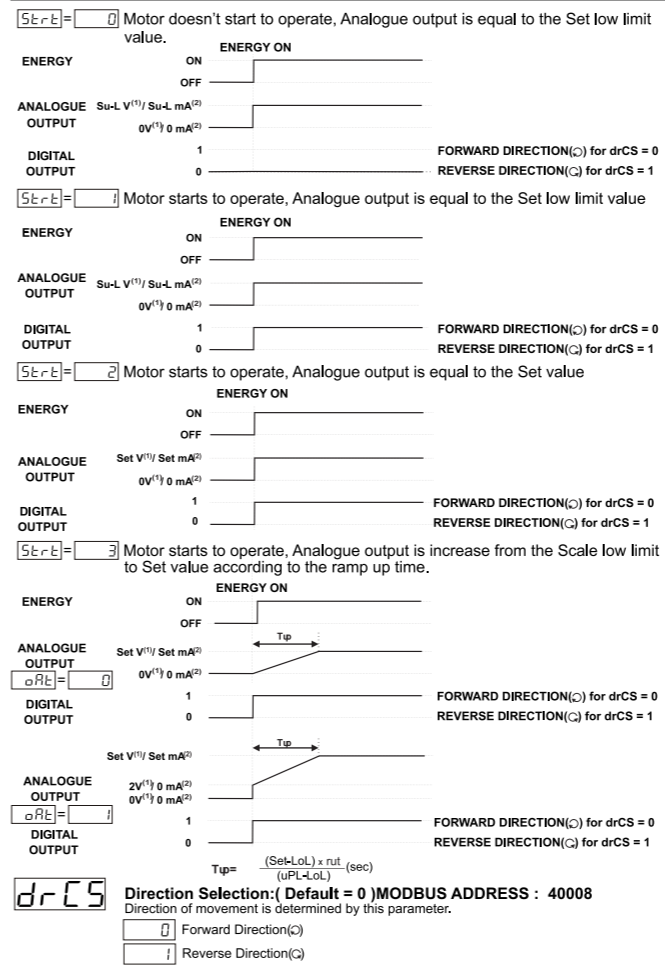 Strt = 0 Motor doesn't start to operate, Analogue output is equal to the Set low limit
value.
ENERGY ON
ENERGY ON
OFF
ANALOGUE OUTPUT Su-L V(1)/ Su-L mA(2)
0V(1)/ 0 mA(2)
DIGITAL OUTPUT 1 FORWARD DIRECTION(↻) for drCS = 0
0 REVERSE DIRECTION(↺) for drCS = 1
Strt = 1 Motor starts to operate, Analogue output is equal to the Set low limit value
ENERGY ON
ENERGY ON
OFF
ANALOGUE OUTPUT Su-L V(1)/ Su-L mA(2)
0V(1)/ 0 mA(2)
DIGITAL OUTPUT 1 FORWARD DIRECTION(↻) for drCS = 0
0 REVERSE DIRECTION(↺) for drCS = 1
Strt = 2 Motor starts to operate, Analogue output is equal to the Set value
ENERGY ON
ENERGY ON
OFF
ANALOGUE OUTPUT Set V(1)/ Set mA(2)
0V(1)/ 0 mA(2)
DIGITAL OUTPUT 1 FORWARD DIRECTION(↻) for drCS = 0
0 REVERSE DIRECTION(↺) for drCS = 1
Strt = 3 Motor starts to operate, Analogue output is increase from the Scale low limit
to Set value according to the ramp up time.
ENERGY ON
ENERGY ON
OFF
Tup
ANALOGUE OUTPUT Set V(1)/ Set mA(2)
0V(1)/ 0 mA(2)
oAt = 0
DIGITAL OUTPUT 1 FORWARD DIRECTION(↻) for drCS = 0
0 REVERSE DIRECTION(↺) for drCS = 1
Tup
Set V(1)/ Set mA(2)
ANALOGUE OUTPUT 2V(1)/ 0 mA(2)
0V(1)/ 0 mA(2)
oAt = 1
DIGITAL OUTPUT 1 FORWARD DIRECTION(↻) for drCS = 0
0 REVERSE DIRECTION(↺) for drCS = 1
Tup= (Set-LoL) x rut
(uPL-LoL) (sec)
drCS Direction Selection:( Default = 0 )MODBUS ADDRESS : 40008
Direction of movement is determined by this parameter.
0 Forward Direction(↻)
1 Reverse Direction(↺)